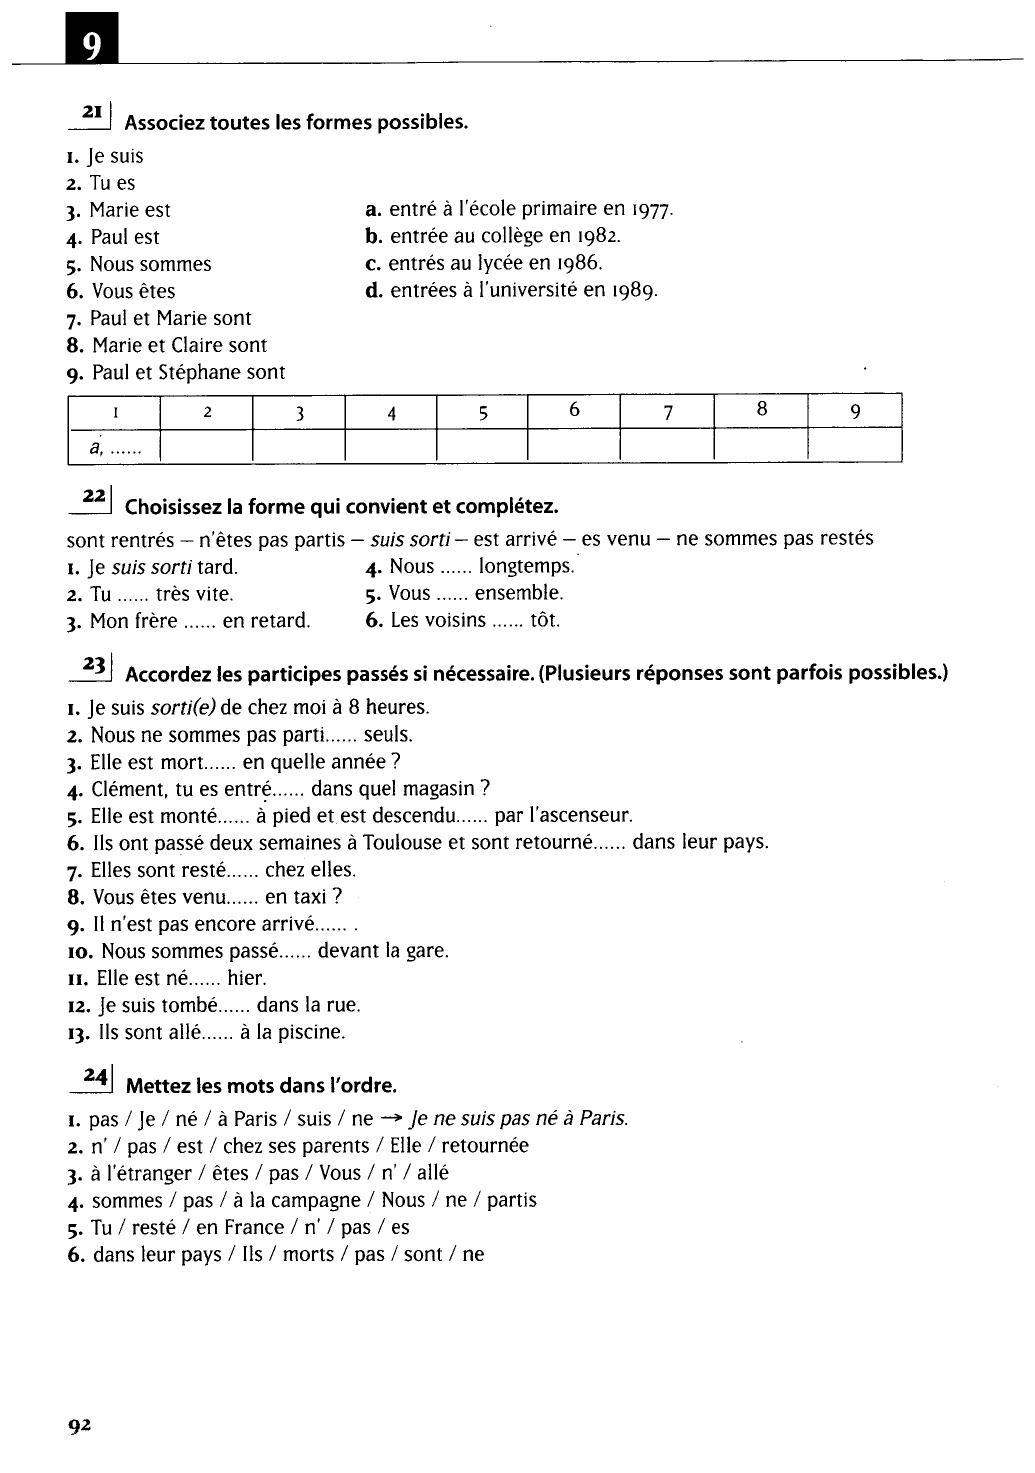 9
21 Associez toutes les formes possibles.
1. Je suis
2. Tu es
3. Marie est
a. entré à l'école primaire en 1977.
4. Paul est
b. entrée au collège en 1982.
5. Nous sommes
c. entrés au lycée en 1986.
6. Vous êtes
d. entrées à l'université en 1989.
7. Paul et Marie sont
8. Marie et Claire sont
9. Paul et Stéphane sont
1 2 3 4 5 6 7 8 9
a, ......
22 Choisissez la forme qui convient et complétez.
sont rentrés – n'êtes pas partis – suis sorti – est arrivé – es venu – ne sommes pas restés
1. Je suis sorti tard.
4. Nous ...... longtemps.
2. Tu ...... très vite.
5. Vous ...... ensemble.
3. Mon frère ...... en retard.
6. Les voisins ...... tôt.
23 Accordez les participes passés si nécessaire. (Plusieurs réponses sont parfois possibles.)
1. Je suis sorti(e) de chez moi à 8 heures.
2. Nous ne sommes pas parti...... seuls.
3. Elle est mort...... en quelle année ?
4. Clément, tu es entré...... dans quel magasin ?
5. Elle est monté...... à pied et est descendu...... par l'ascenseur.
6. Ils ont passé deux semaines à Toulouse et sont retourné...... dans leur pays.
7. Elles sont resté...... chez elles.
8. Vous êtes venu...... en taxi ?
9. Il n'est pas encore arrivé...... .
10. Nous sommes passé...... devant la gare.
11. Elle est né...... hier.
12. Je suis tombé...... dans la rue.
13. Ils sont allé...... à la piscine.
24 Mettez les mots dans l'ordre.
1. pas / Je / né / à Paris / suis / ne → Je ne suis pas né à Paris.
2. n' / pas / est / chez ses parents / Elle / retournée
3. à l'étranger / êtes / pas / Vous / n' / allé
4. sommes / pas / à la campagne / Nous / ne / partis
5. Tu / resté / en France / n' / pas / es
6. dans leur pays / Ils / morts / pas / sont / ne
92